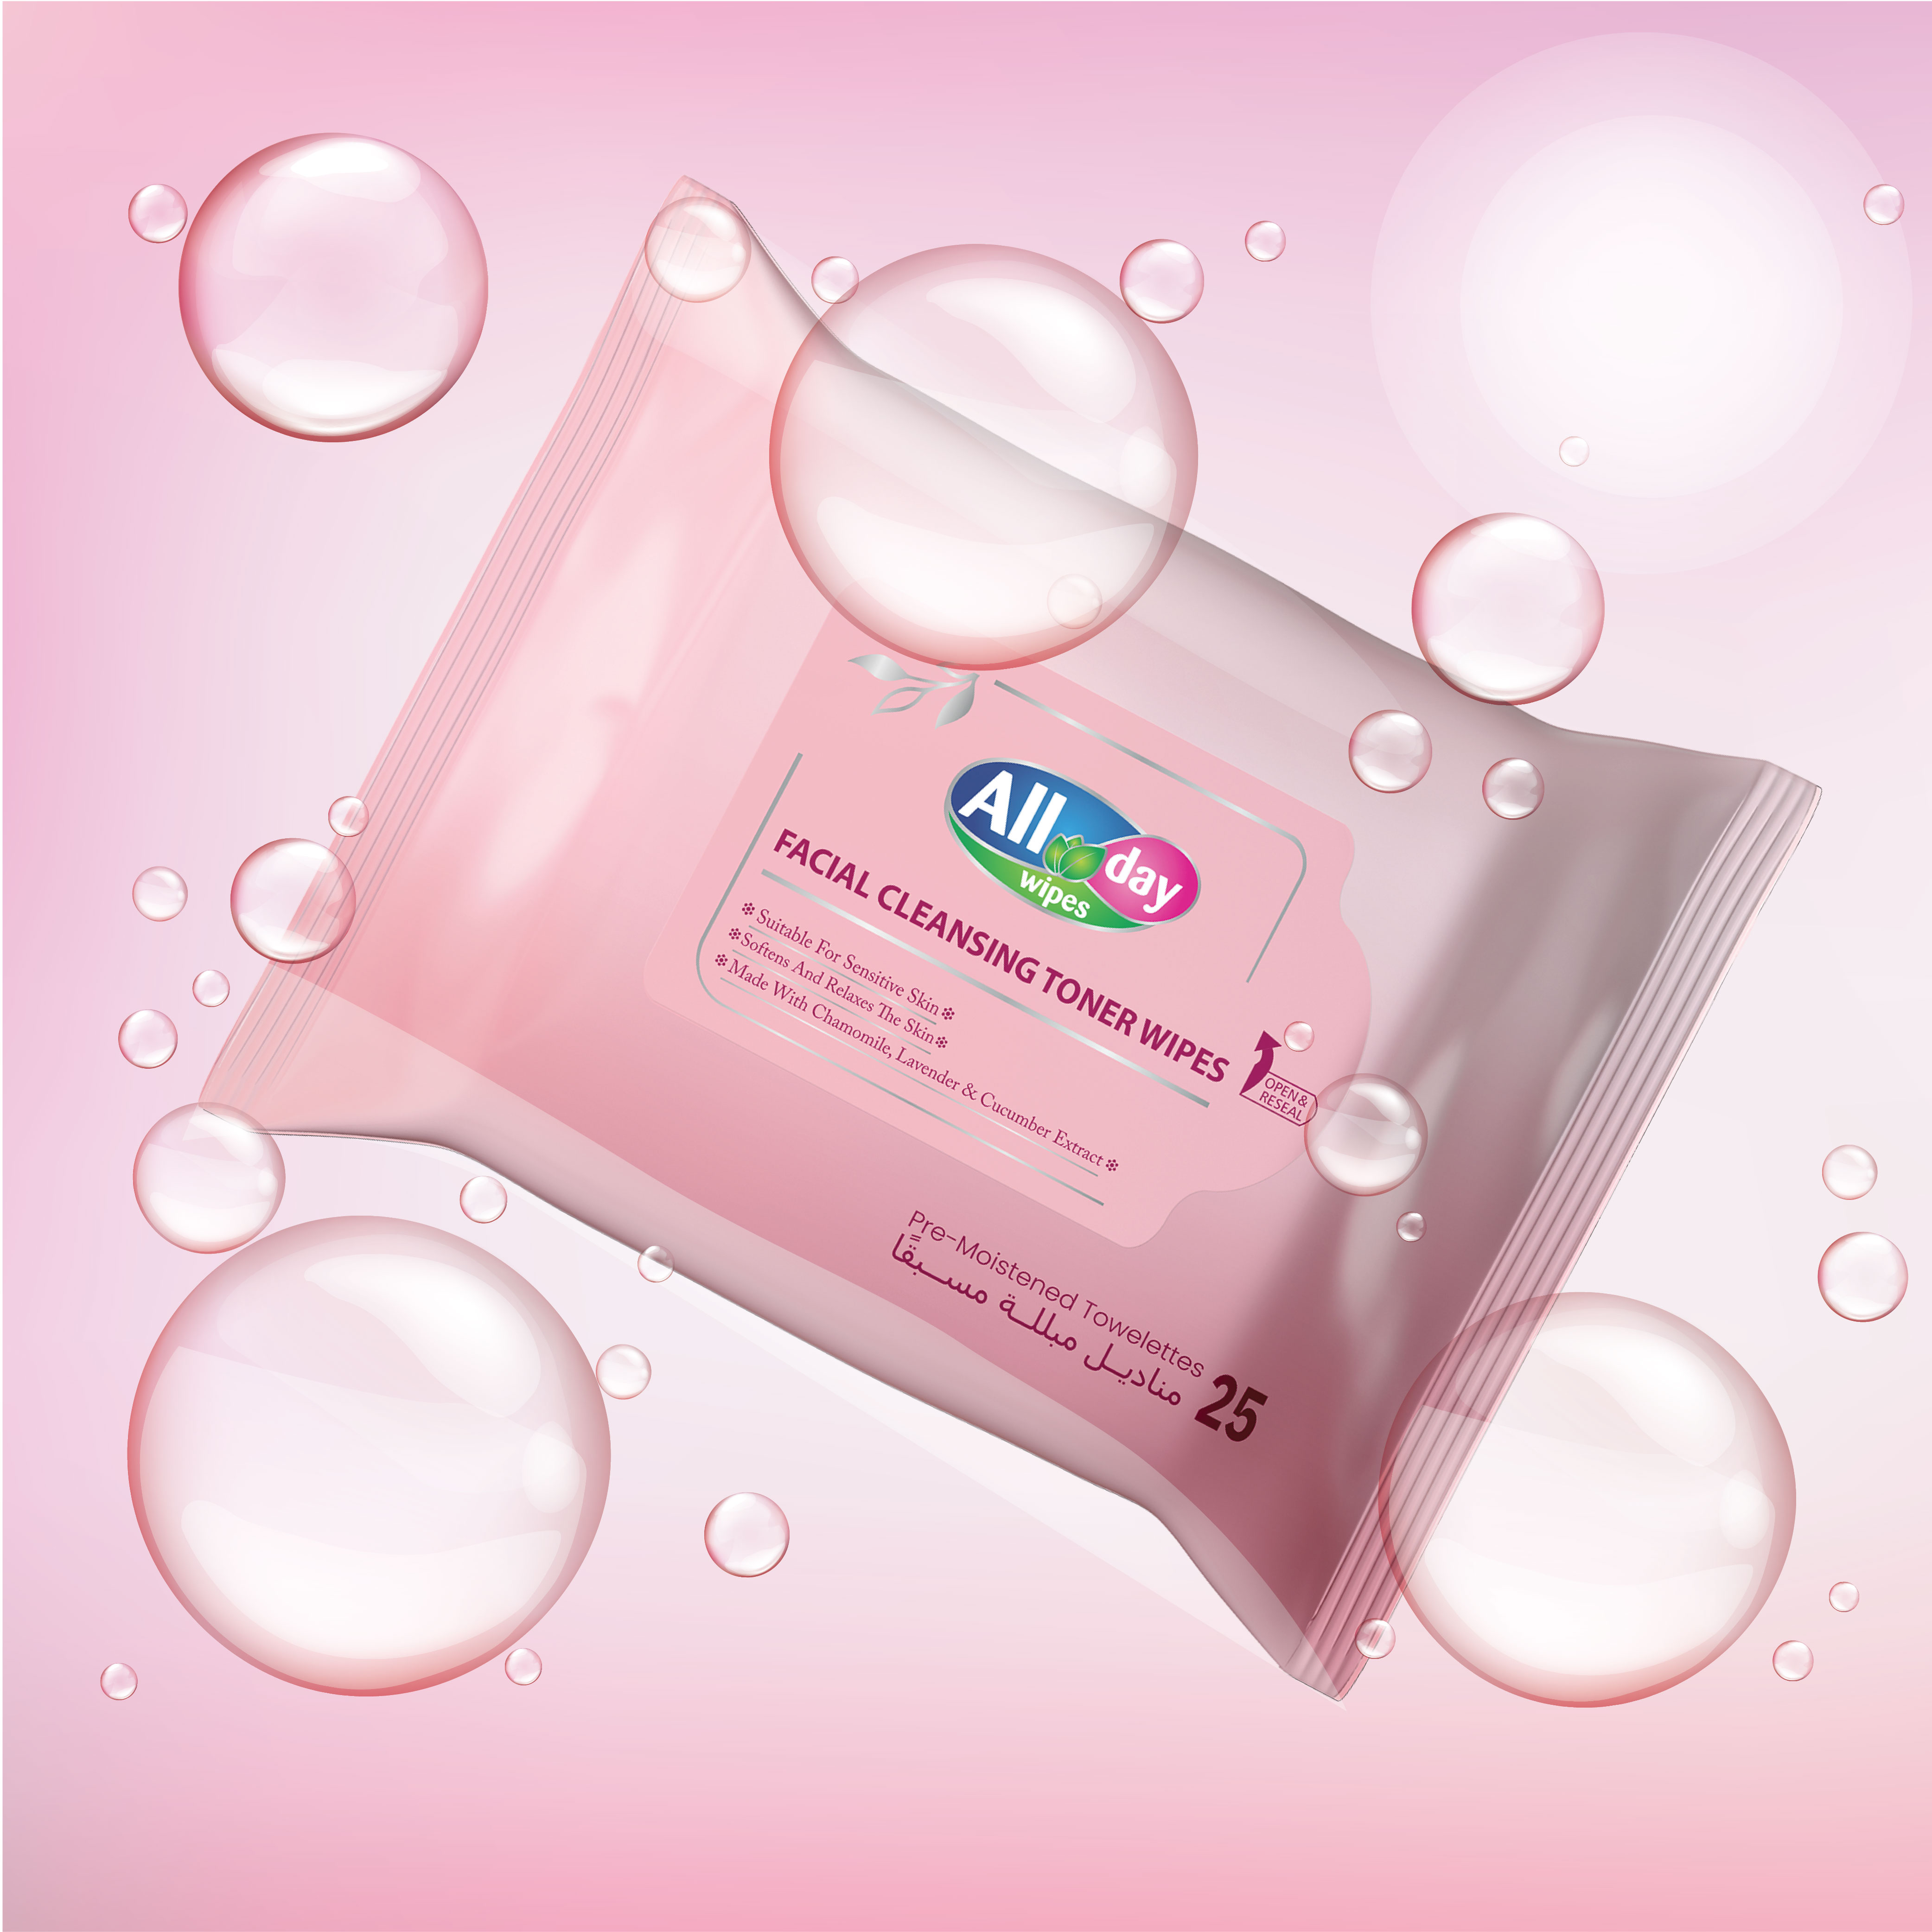 All day
wipes
FACIAL CLEANSING TONER WIPES
Suitable For Sensitive Skin
Softens And Relaxes The Skin
Made With Chamomile, Lavender & Cucumber Extract
OPEN &
RESEAL
Pre-Moistened Towelettes
مناديل مبللة مسبقًا
25